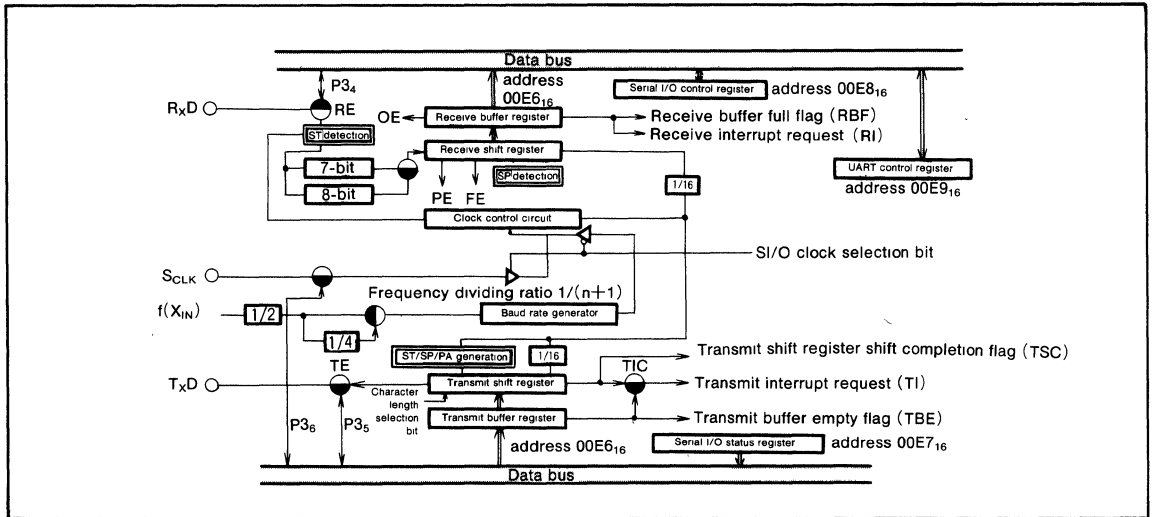 Data bus
P3₄
address
00E6₁₆
Serial I/O control register
address 00E8₁₆
RₓD
RE
OE
Receive buffer register
Receive buffer full flag (RBF)
Receive interrupt request (RI)
ST detection
Receive shift register
7-bit
8-bit
SP detection
1/16
UART control register
address 00E9₁₆
PE
FE
Clock control circuit
SI/O clock selection bit
S_CLK
Frequency dividing ratio 1/(n+1)
f(X_IN)
1/2
Baud rate generator
1/4
ST/SP/PA generation
1/16
Transmit shift register shift completion flag (TSC)
TE
TIC
TₓD
Transmit shift register
Transmit interrupt request (TI)
Character
length
selection
bit
Transmit buffer register
Transmit buffer empty flag (TBE)
P3₆
P3₅
address 00E6₁₆
Serial I/O status register
address 00E7₁₆
Data bus